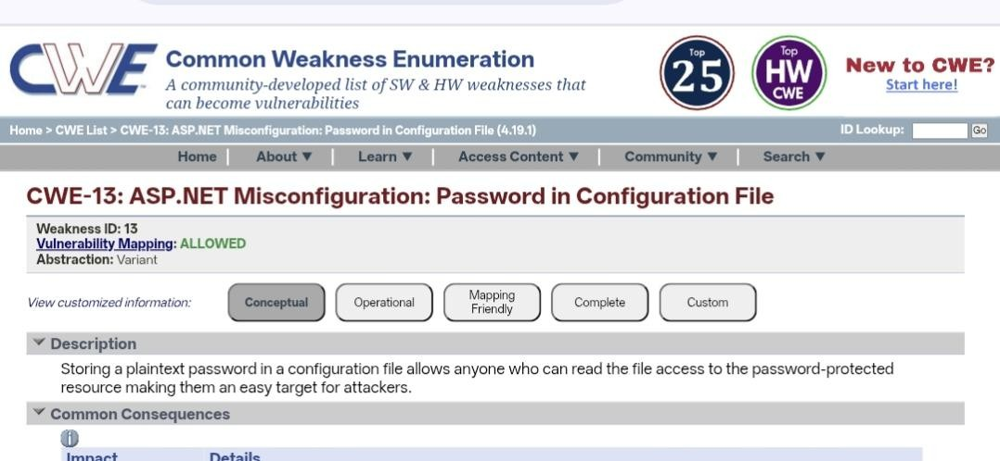 CWE
Common Weakness Enumeration
A community-developed list of SW & HW weaknesses that
can become vulnerabilities
Top
25
Top
HW
CWE
New to CWE?
Start here!
Home > CWE List > CWE-13: ASP.NET Misconfiguration: Password in Configuration File (4.19.1)
ID Lookup:
Go
Home
About ▼
Learn ▼
Access Content ▼
Community ▼
Search ▼
CWE-13: ASP.NET Misconfiguration: Password in Configuration File
Weakness ID: 13
Vulnerability Mapping: ALLOWED
Abstraction: Variant
View customized information:
Conceptual
Operational
Mapping
Friendly
Complete
Custom
Description
Storing a plaintext password in a configuration file allows anyone who can read the file access to the password-protected
resource making them an easy target for attackers.
Common Consequences
i
Impact
Details